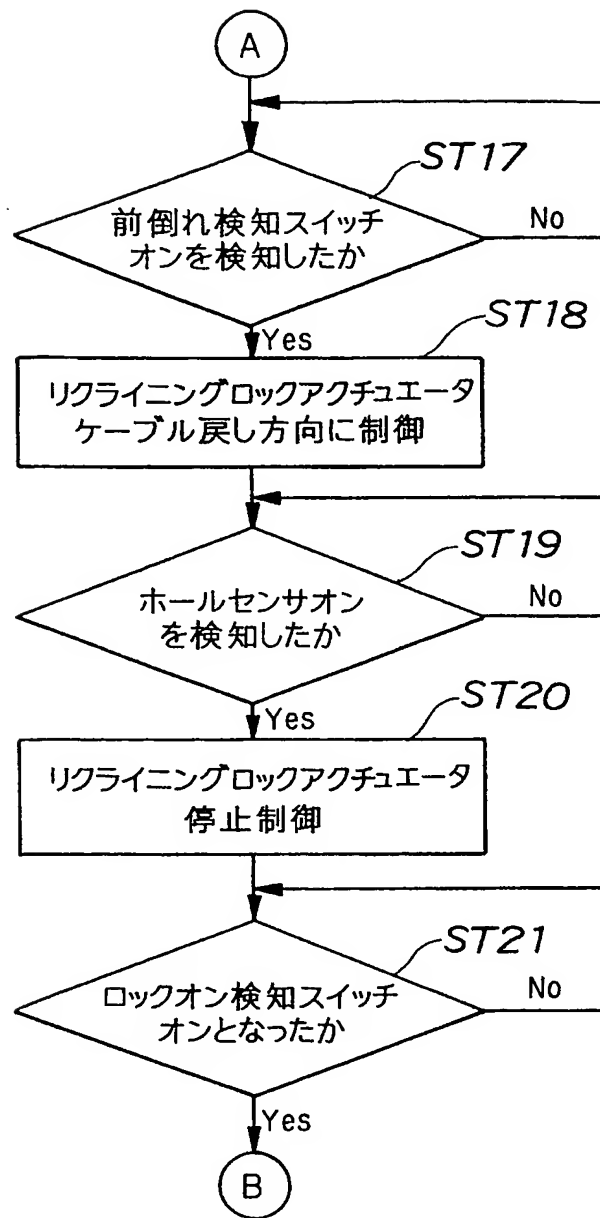 A
ST17
前倒れ検知スイッチ
オンを検知したか
No
Yes
ST18
リクライニングロックアクチュエータ
ケーブル戻し方向に制御
ST19
ホールセンサオン
を検知したか
No
Yes
ST20
リクライニングロックアクチュエータ
停止制御
ST21
ロックオン検知スイッチ
オンとなったか
No
Yes
B